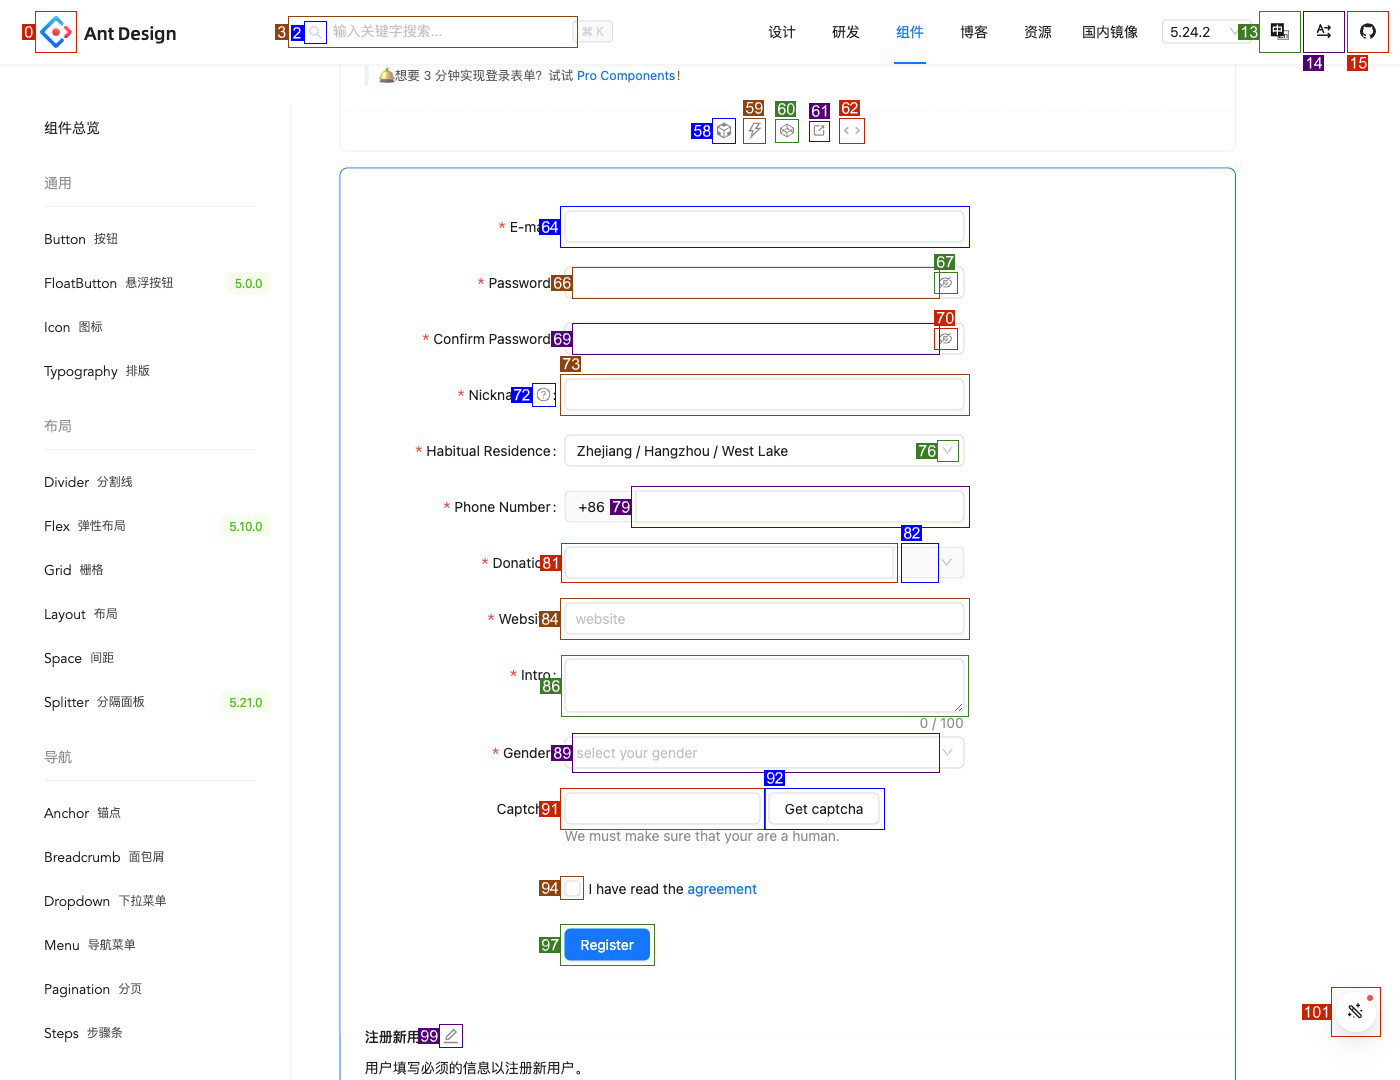 0
Ant Design
3
2
输入关键字搜索...
⌘ K
设计
研发
组件
博客
资源
国内镜像
5.24.2
13
14
15
🛎️想要 3 分钟实现登录表单？试试 Pro Components！
58
59
60
61
62
组件总览
通用
Button 按钮
FloatButton 悬浮按钮 5.0.0
Icon 图标
Typography 排版
布局
Divider 分割线
Flex 弹性布局 5.10.0
Grid 栅格
Layout 布局
Space 间距
Splitter 分隔面板 5.21.0
导航
Anchor 锚点
Breadcrumb 面包屑
Dropdown 下拉菜单
Menu 导航菜单
Pagination 分页
Steps 步骤条
* E-ma 64
* Password 66
67
* Confirm Password 69
70
73
* Nickna 72 :
* Habitual Residence : Zhejiang / Hangzhou / West Lake 76
* Phone Number : +86 79
82
* Donatio 81
* Websi 84 website
* Intro :
86
0 / 100
* Gender 89 select your gender
92
Captch 91 Get captcha
We must make sure that your are a human.
94 I have read the agreement
97 Register
101
注册新用 99
用户填写必须的信息以注册新用户。